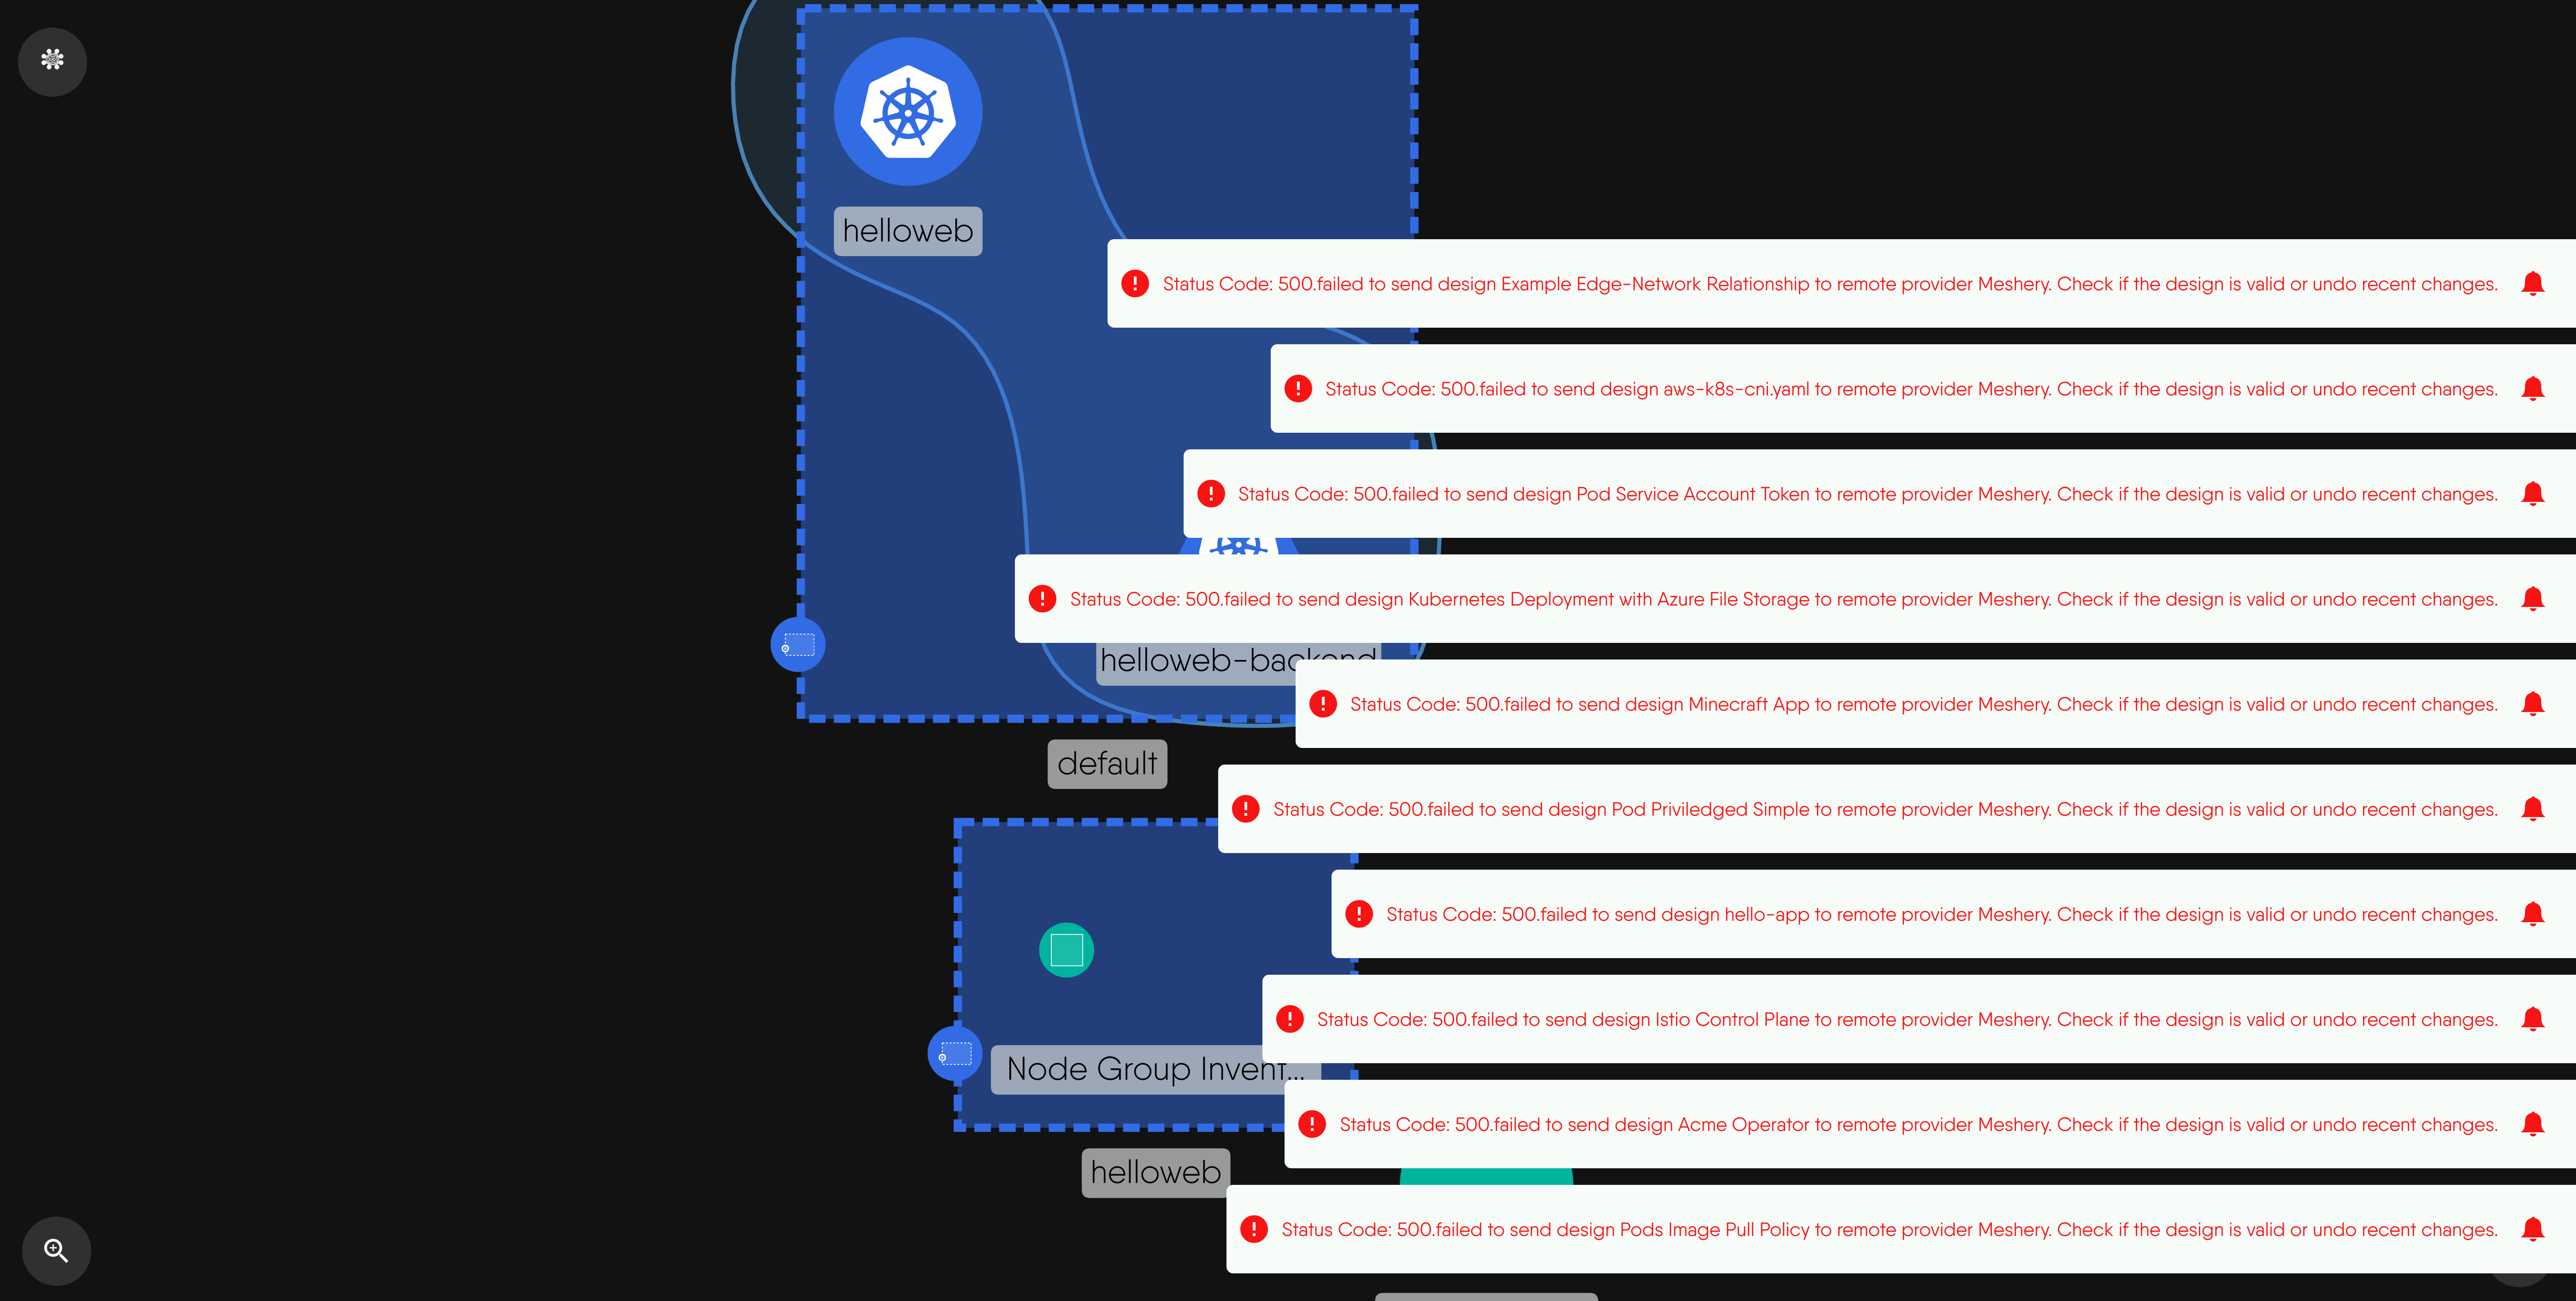 helloweb
Status Code: 500.failed to send design Example Edge-Network Relationship to remote provider Meshery. Check if the design is valid or undo recent changes.
Status Code: 500.failed to send design aws-k8s-cni.yaml to remote provider Meshery. Check if the design is valid or undo recent changes.
Status Code: 500.failed to send design Pod Service Account Token to remote provider Meshery. Check if the design is valid or undo recent changes.
Status Code: 500.failed to send design Kubernetes Deployment with Azure File Storage to remote provider Meshery. Check if the design is valid or undo recent changes.
helloweb-backend
Status Code: 500.failed to send design Minecraft App to remote provider Meshery. Check if the design is valid or undo recent changes.
default
Status Code: 500.failed to send design Pod Priviledged Simple to remote provider Meshery. Check if the design is valid or undo recent changes.
Status Code: 500.failed to send design hello-app to remote provider Meshery. Check if the design is valid or undo recent changes.
Status Code: 500.failed to send design Istio Control Plane to remote provider Meshery. Check if the design is valid or undo recent changes.
Node Group Invent...
Status Code: 500.failed to send design Acme Operator to remote provider Meshery. Check if the design is valid or undo recent changes.
helloweb
Status Code: 500.failed to send design Pods Image Pull Policy to remote provider Meshery. Check if the design is valid or undo recent changes.